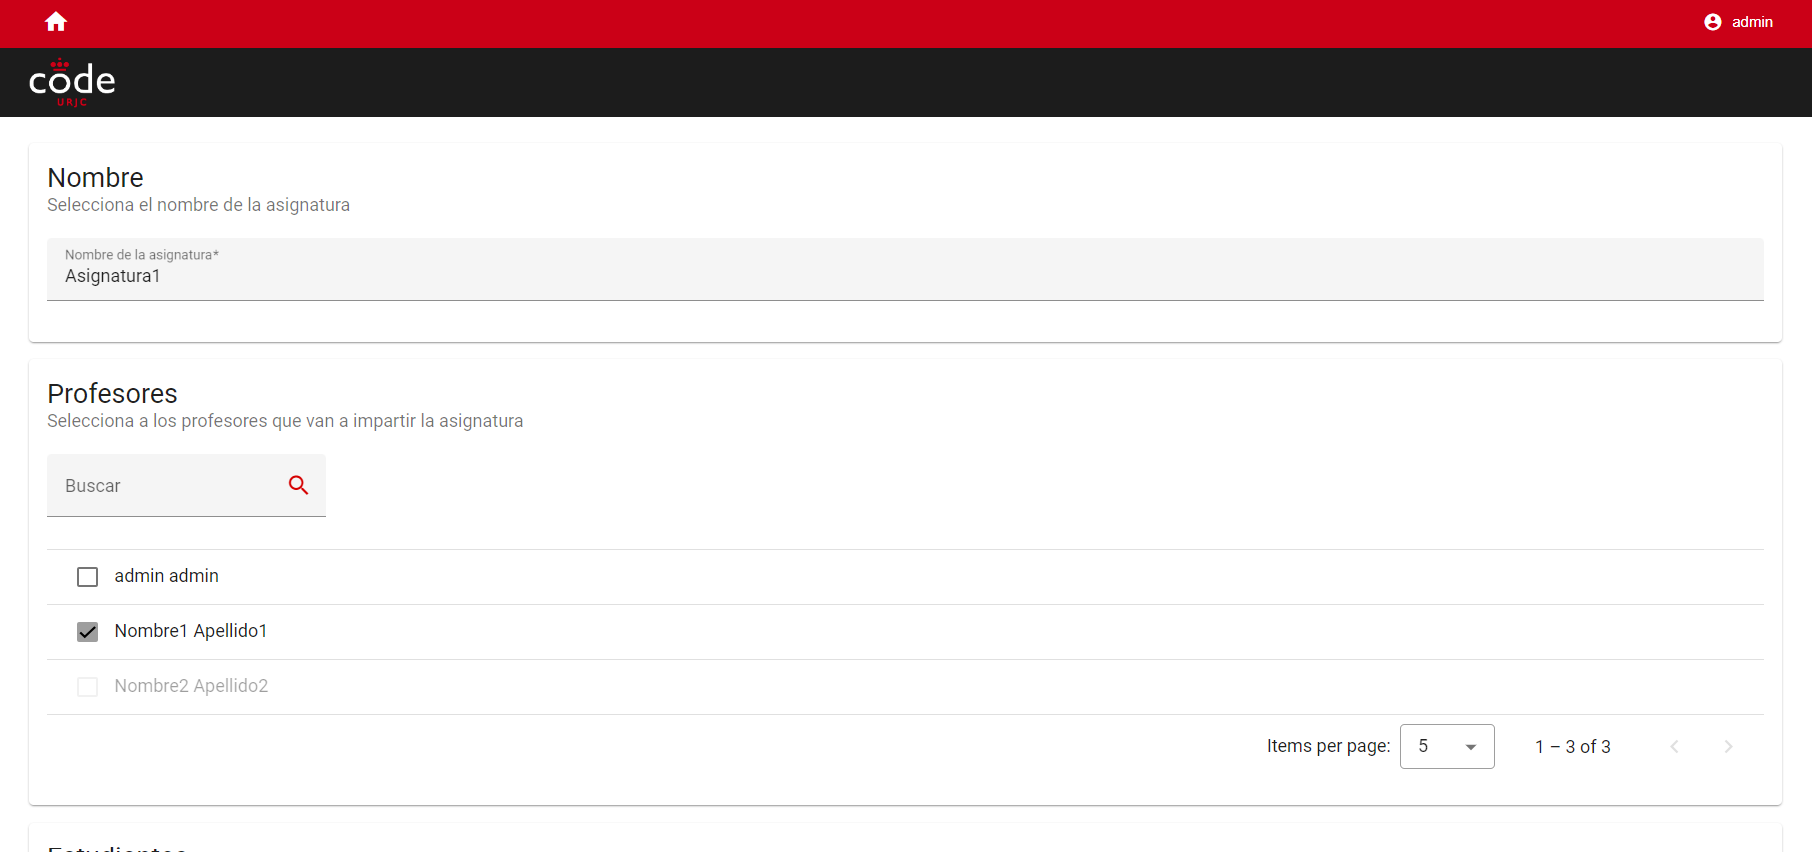 admin
code
URJC
Nombre
Selecciona el nombre de la asignatura
Nombre de la asignatura*
Asignatura1
Profesores
Selecciona a los profesores que van a impartir la asignatura
Buscar
admin admin
Nombre1 Apellido1
Nombre2 Apellido2
Items per page: 5 1 – 3 of 3
Estudiantes